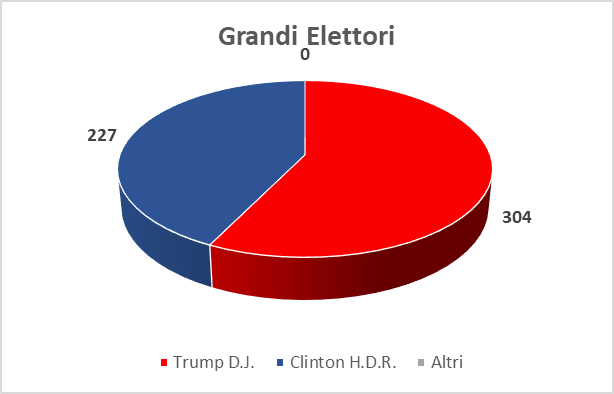 Grandi Elettori
0
227
304
Trump D.J. Clinton H.D.R. Altri